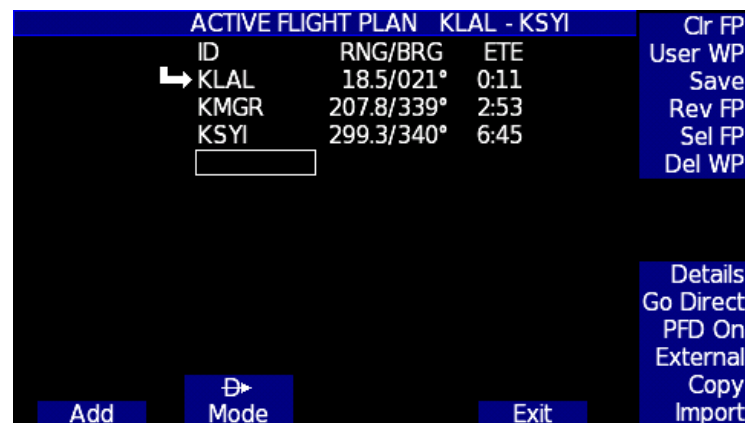 ACTIVE FLIGHT PLAN KLAL - KSYI
ID RNG/BRG ETE
KLAL 18.5/021° 0:11
KMGR 207.8/339° 2:53
KSYI 299.3/340° 6:45
Clr FP
User WP
Save
Rev FP
Sel FP
Del WP
Details
Go Direct
PFD On
External
Copy
Import
Add
Mode
Exit